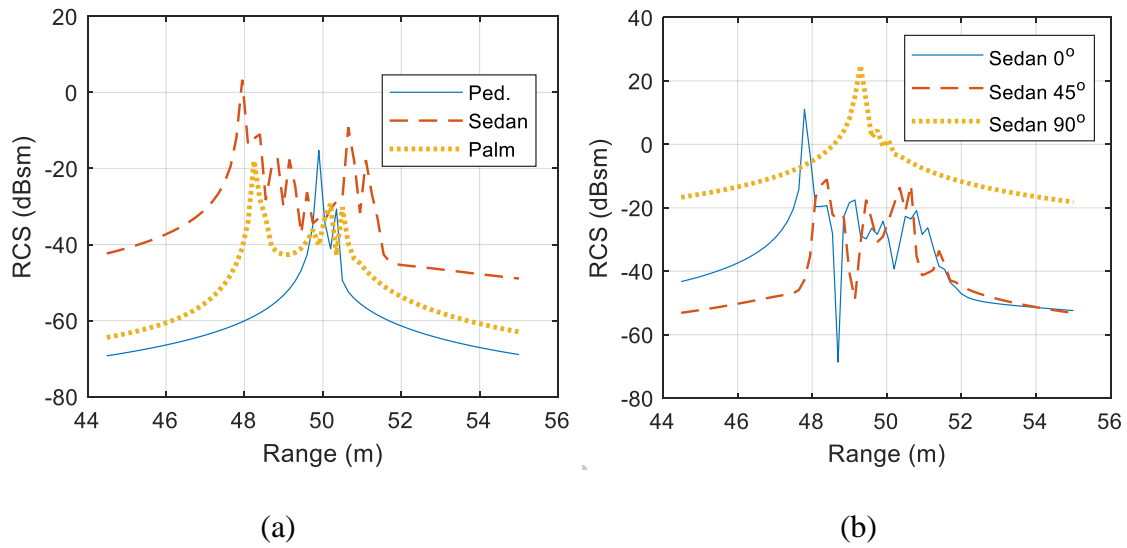 20
0
-20
-40
-60
-80
44 46 48 50 52 54 56
RCS (dBsm)
Range (m)
Ped.
Sedan
Palm
(a)
40
20
0
-20
-40
-60
-80
44 46 48 50 52 54 56
RCS (dBsm)
Range (m)
Sedan 0°
Sedan 45°
Sedan 90°
(b)